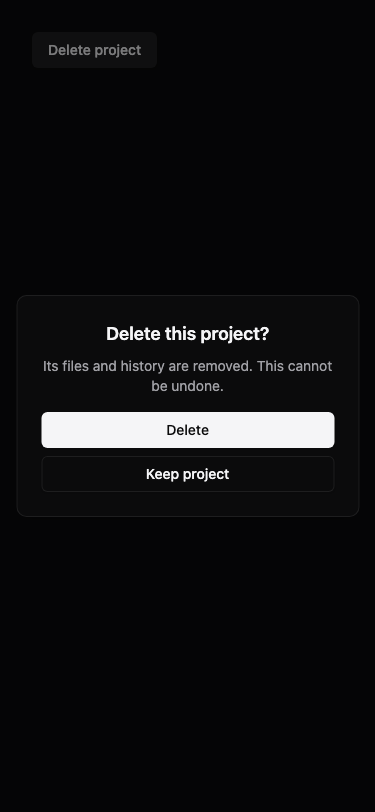 Delete project
Delete this project?
Its files and history are removed. This cannot
be undone.
Delete
Keep project